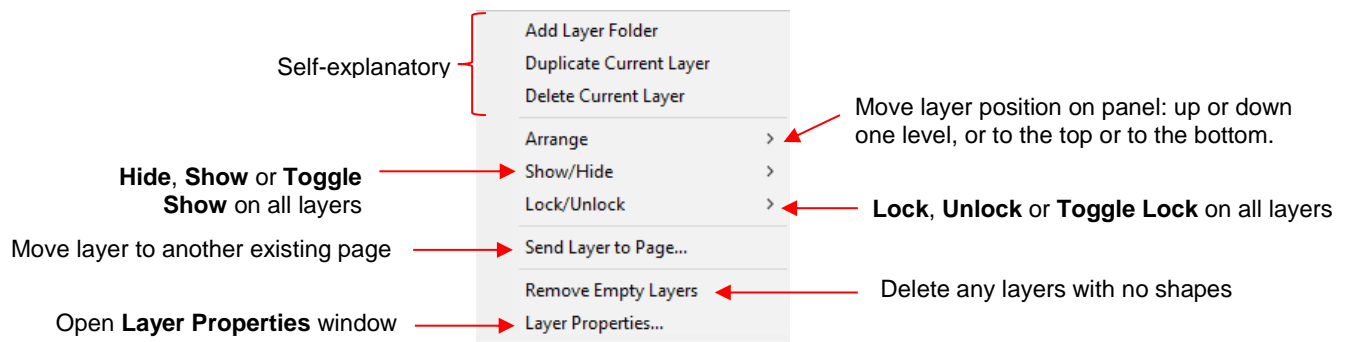 Add Layer Folder
Self-explanatory
Duplicate Current Layer
Delete Current Layer
Move layer position on panel: up or down
one level, or to the top or to the bottom.
Arrange
Hide, Show or Toggle
Show on all layers
Show/Hide
Lock/Unlock
Lock, Unlock or Toggle Lock on all layers
Move layer to another existing page
Send Layer to Page...
Remove Empty Layers
Delete any layers with no shapes
Open Layer Properties window
Layer Properties...